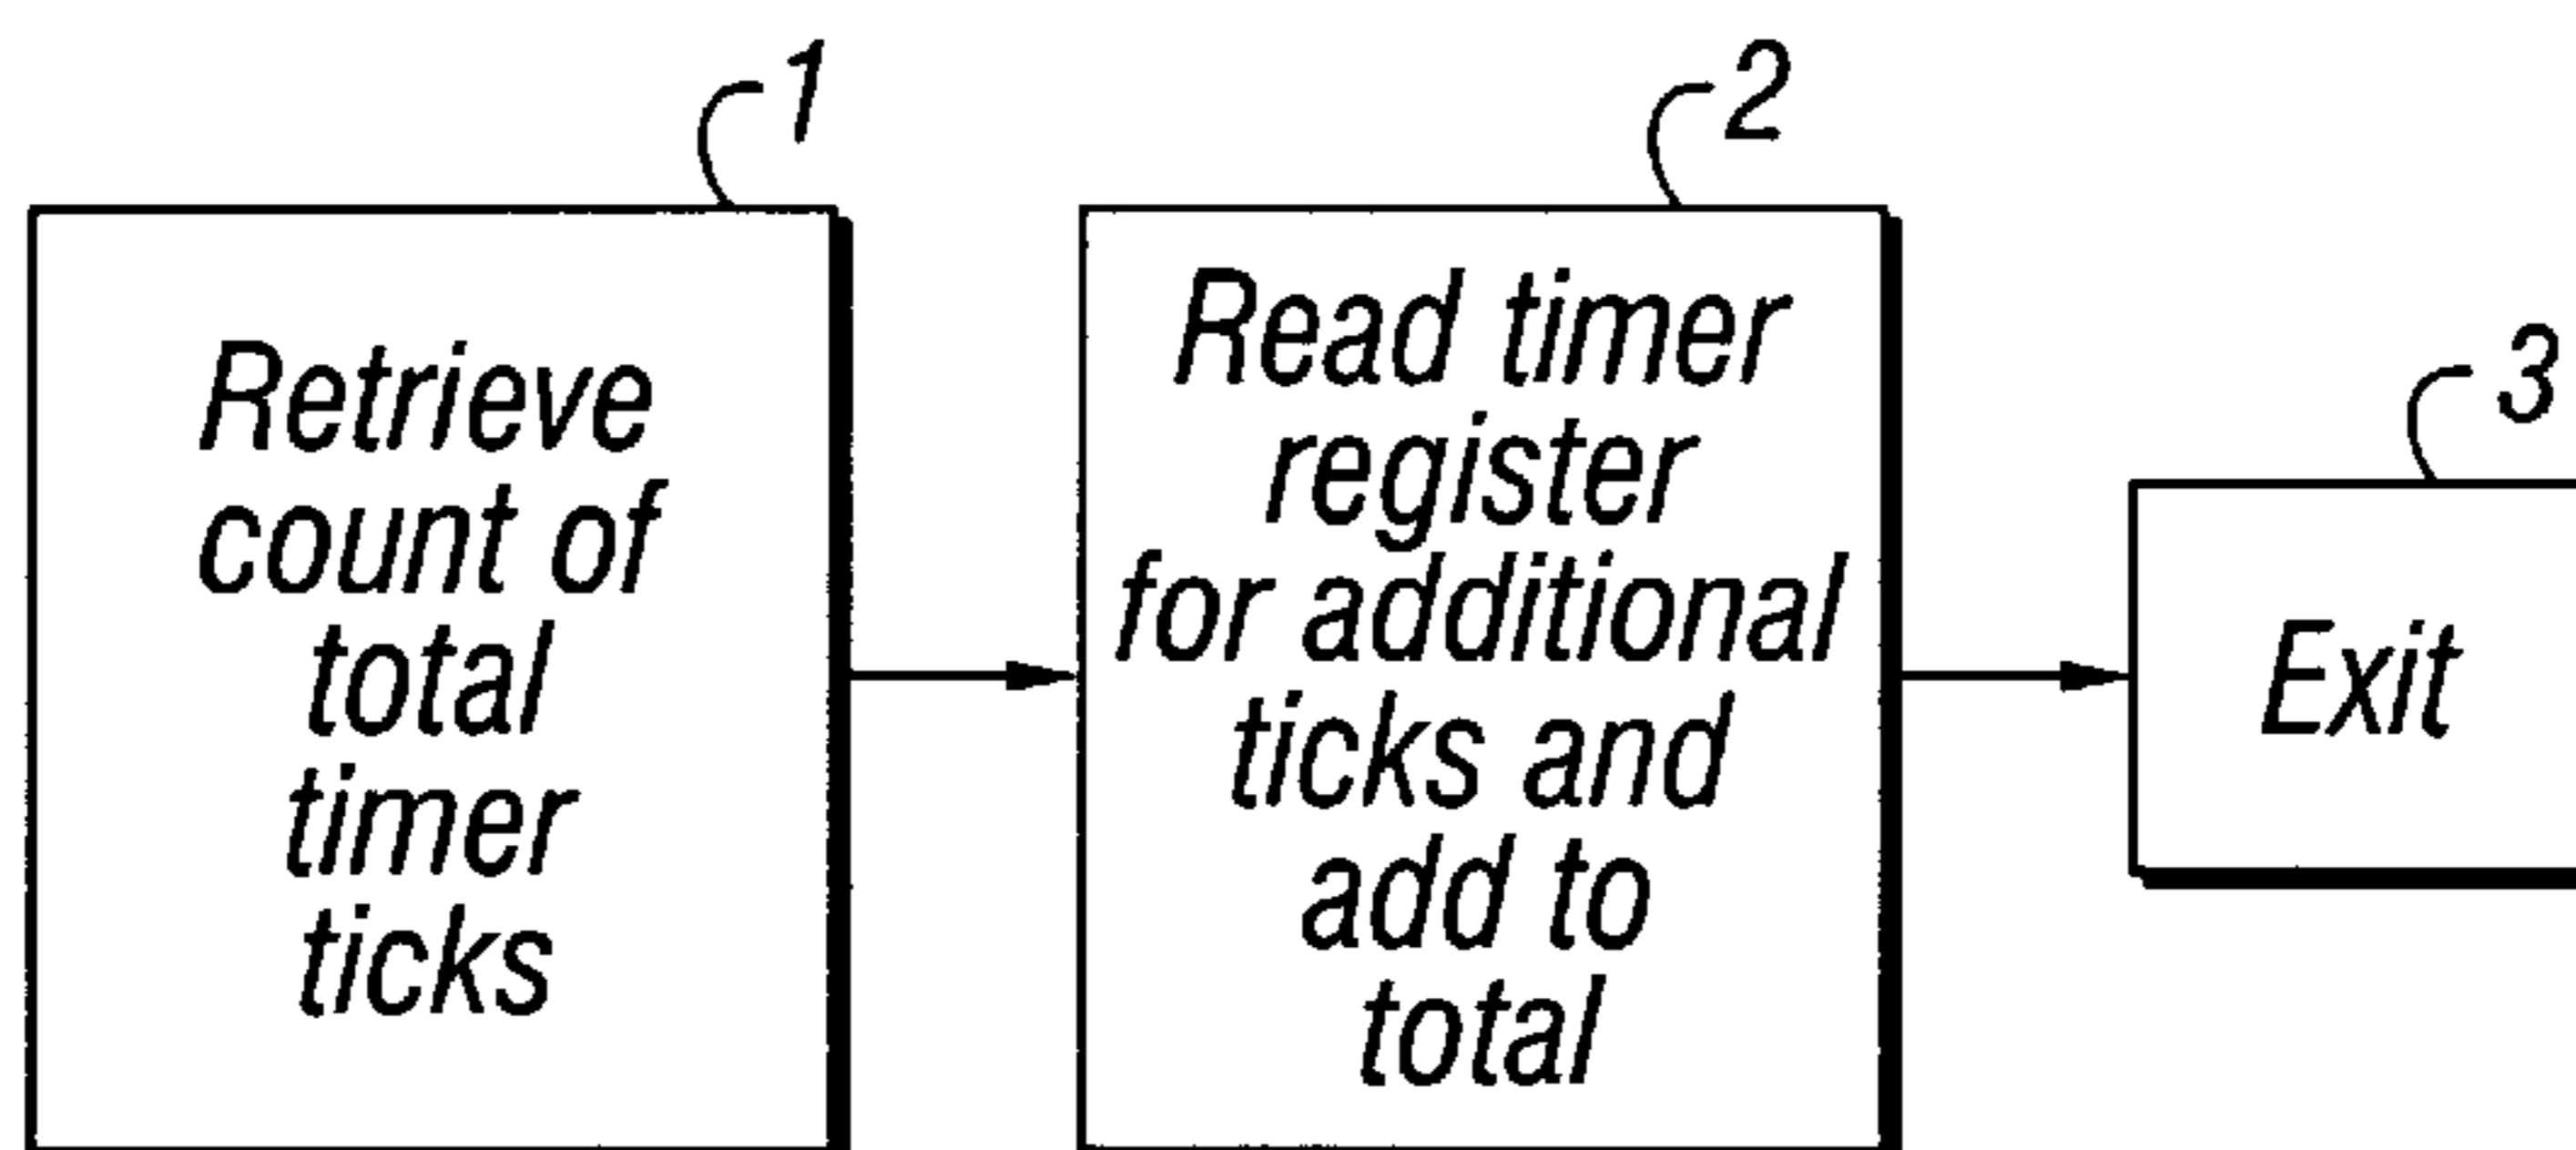 1
Retrieve
count of
total
timer
ticks
2
Read timer
register
for additional
ticks and
add to
total
3
Exit